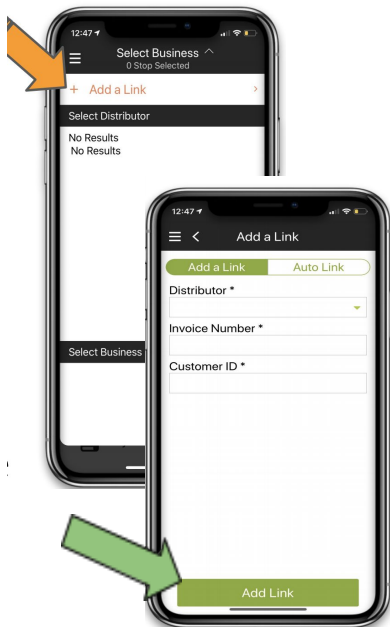 12:47
Select Business
0 Stop Selected
+ Add a Link
Select Distributor
No Results
No Results
Select Business
12:47
Add a Link
Add a Link
Auto Link
Distributor *
Invoice Number *
Customer ID *
Add Link